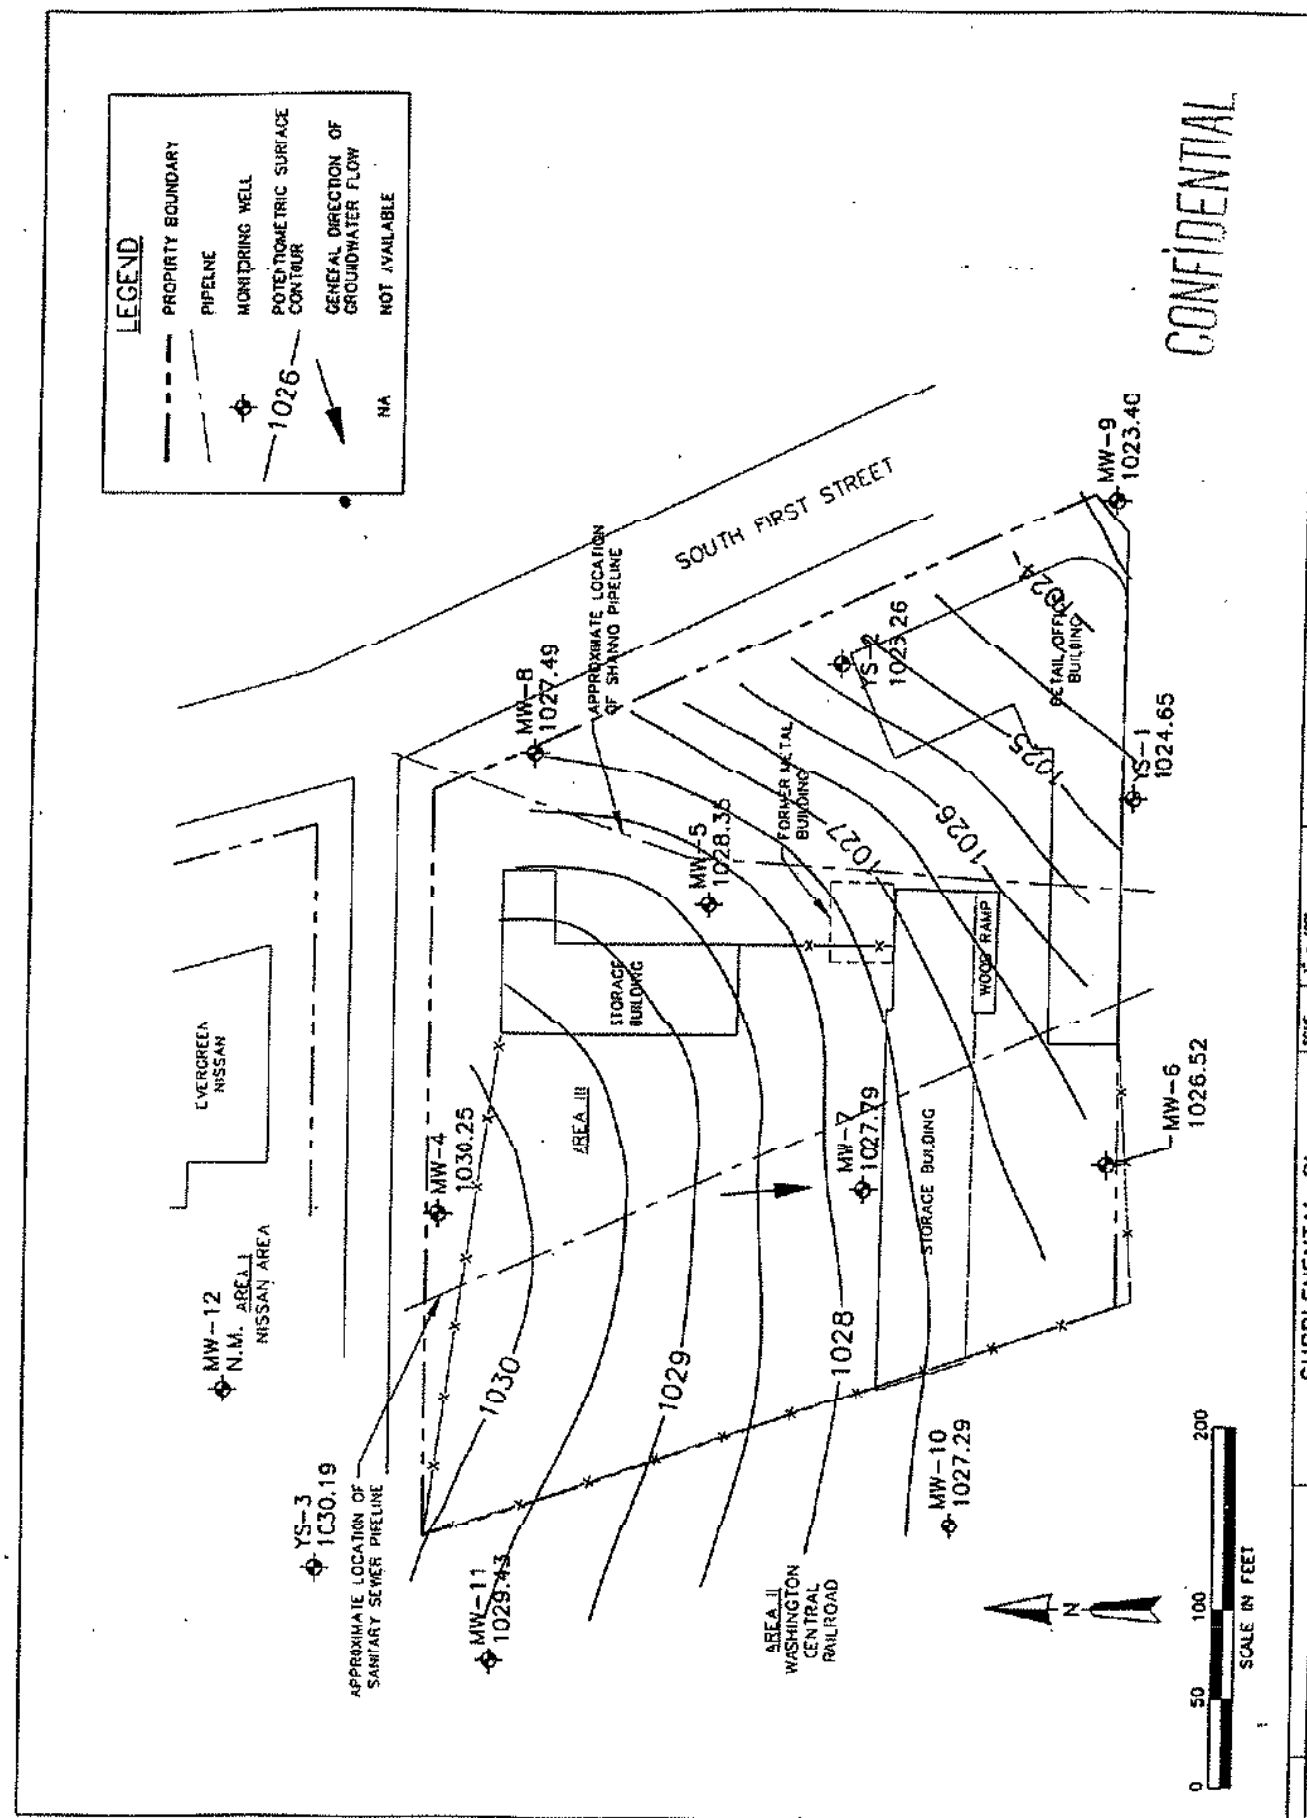 LEGEND
PROPIRTY BOUNDARY
PIPELNE
MONITORING WELL
1026
POTENTIOMETRIC SURFACE
CONTOUR
GENERAL DIRECTION OF
GROUNDWATER FLOW
NA
NOT AVAILABLE
CONFIDENTIAL
EVERGREEN
NISSAN
MW-12
N.M.
AREA I
NISSAN AREA
YS-3
1030.19
APPROXIMATE LOCATION OF
SANITARY SEWER PIPELINE
MW-4
1030.25
MW-11
1029.43
MW-8
1027.49
APPROXIMATE LOCATION
OF SHANNO PIPELINE
SOUTH FIRST STREET
STORAGE
BUILDING
AREA III
MW-5
1028.36
FORMER METAL
BUILDING
MW-7
1027.79
STORAGE BUILDING
WOOD RAMP
YS-2
1025.26
RETAIL/OFFICE
BUILDING
MW-9
1023.40
YS-1
1024.65
MW-6
1026.52
MW-10
1027.29
AREA II
WASHINGTON
CENTRAL
RAILROAD
1030
1029
1028
1027
1026
1025
1024
N
0 50 100 200
SCALE IN FEET